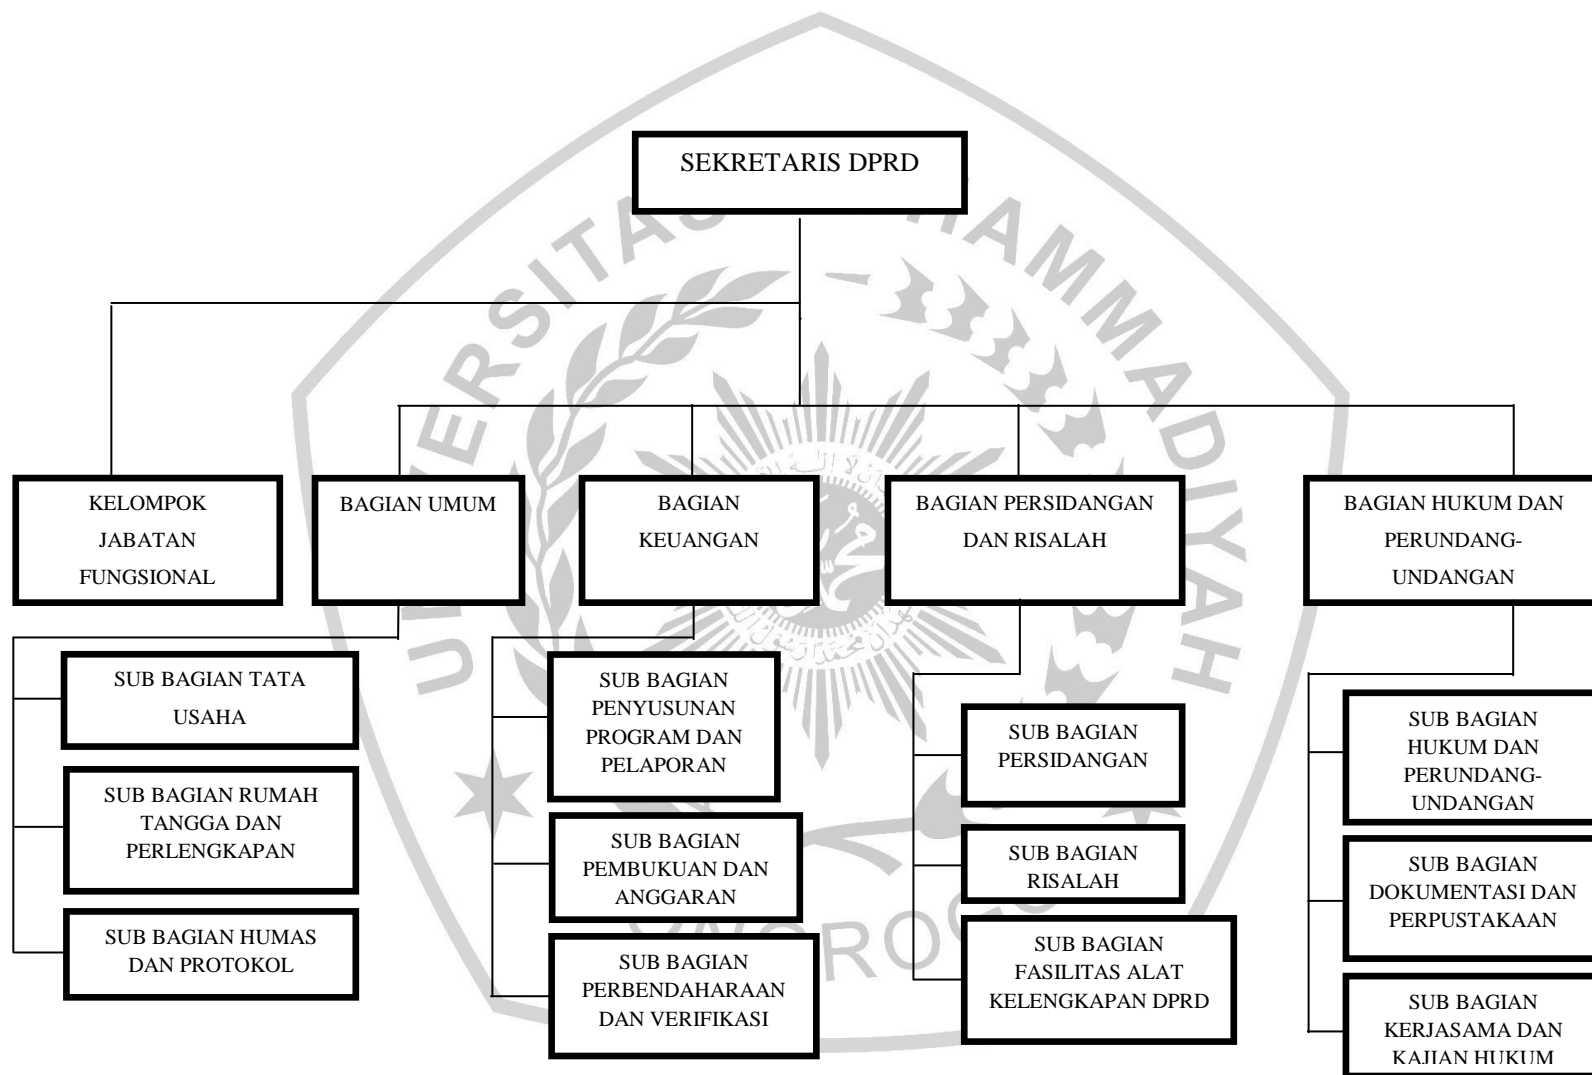 SEKRETARIS DPRD
KELOMPOK
JABATAN
FUNGSIONAL
BAGIAN UMUM
BAGIAN
KEUANGAN
BAGIAN PERSIDANGAN
DAN RISALAH
BAGIAN HUKUM DAN
PERUNDANG-
UNDANGAN
SUB BAGIAN TATA
USAHA
SUB BAGIAN RUMAH
TANGGA DAN
PERLENGKAPAN
SUB BAGIAN HUMAS
DAN PROTOKOL
SUB BAGIAN
PENYUSUNAN
PROGRAM DAN
PELAPORAN
SUB BAGIAN
PEMBUKUAN DAN
ANGGARAN
SUB BAGIAN
PERBENDAHARAAN
DAN VERIFIKASI
SUB BAGIAN
PERSIDANGAN
SUB BAGIAN
RISALAH
SUB BAGIAN
FASILITAS ALAT
KELENGKAPAN DPRD
SUB BAGIAN
HUKUM DAN
PERUNDANG-
UNDANGAN
SUB BAGIAN
DOKUMENTASI DAN
PERPUSTAKAAN
SUB BAGIAN
KERJASAMA DAN
KAJIAN HUKUM